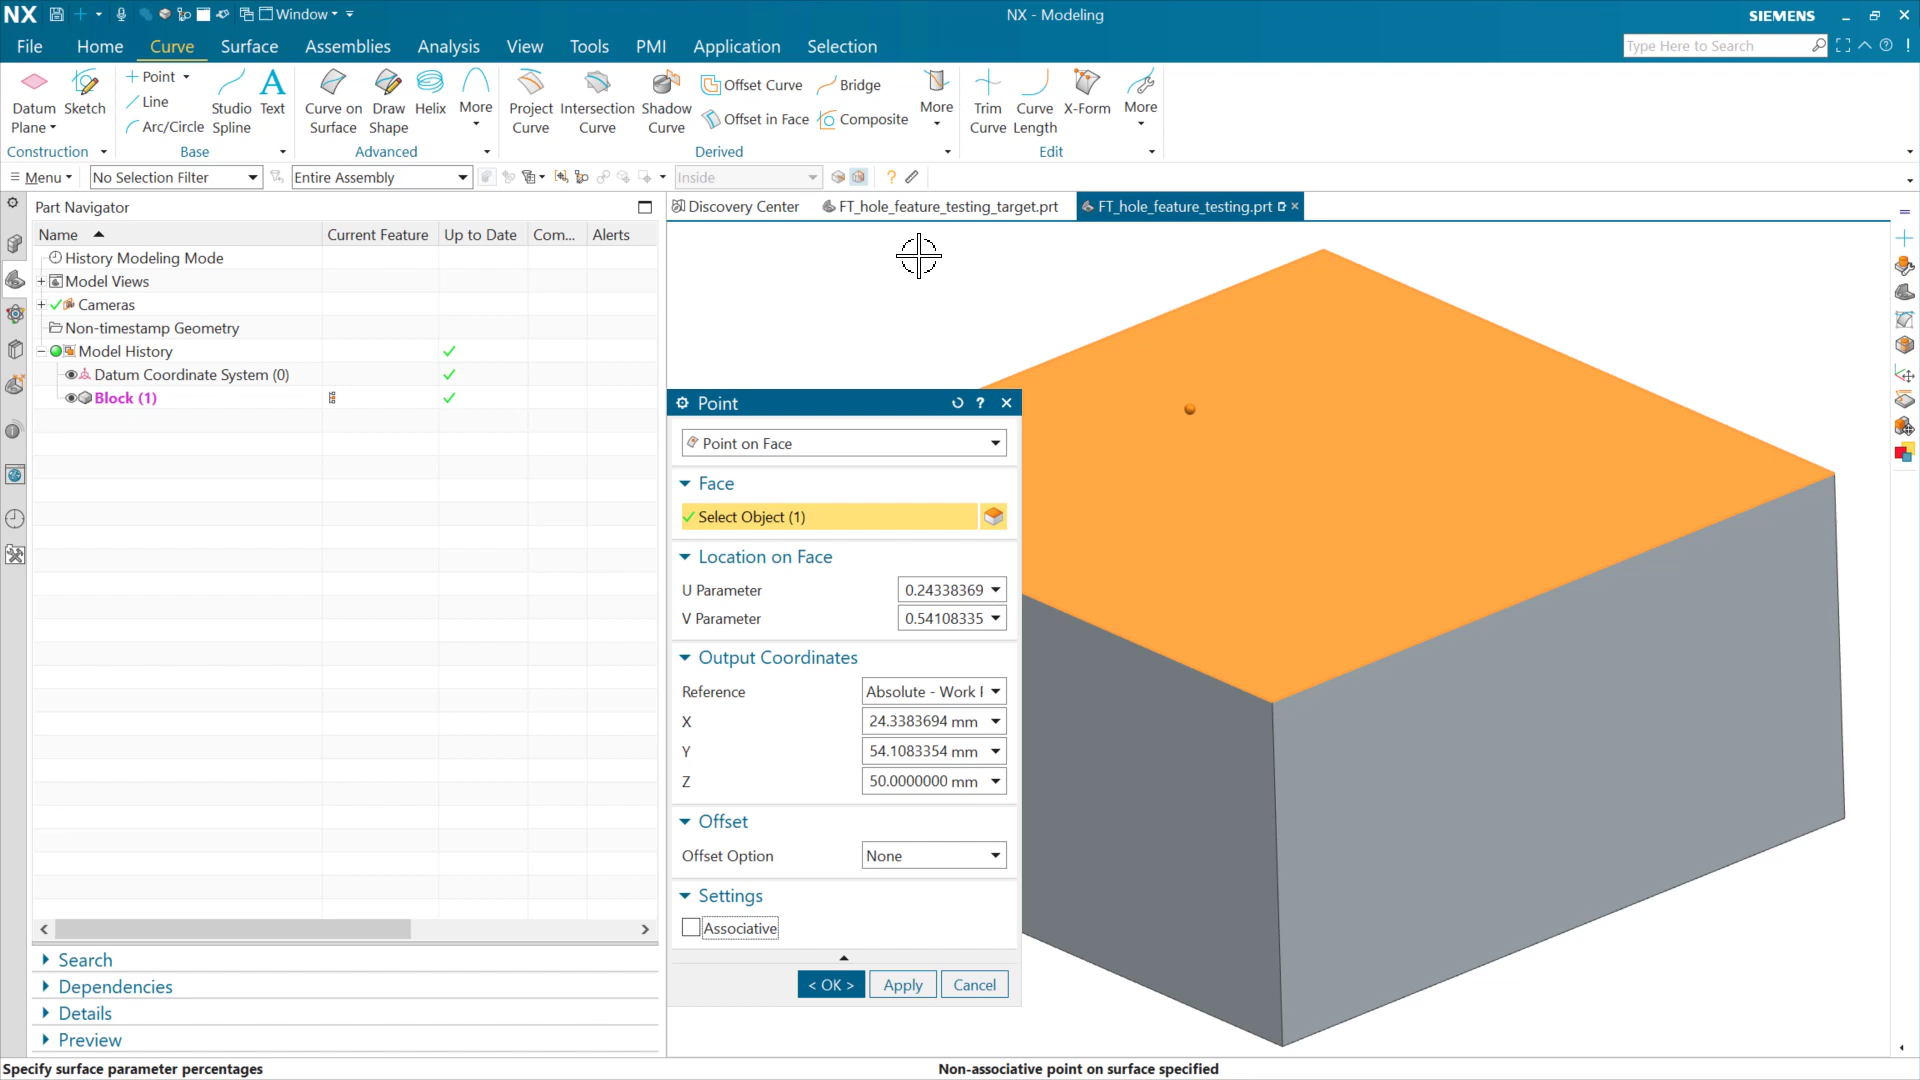 NX
Window
NX - Modeling
SIEMENS
File
Home
Curve
Surface
Assemblies
Analysis
View
Tools
PMI
Application
Selection
Type Here to Search
Datum Plane
Sketch
Point
Line
Arc/Circle
Studio Spline
Text
Curve on Surface
Draw Shape
Helix
More
Project Curve
Intersection Curve
Shadow Curve
Offset Curve
Offset in Face
Bridge
Composite
More
Trim Curve
Curve Length
X-Form
More
Construction
Base
Advanced
Derived
Edit
Menu
No Selection Filter
Entire Assembly
Inside
Part Navigator
Discovery Center
FT_hole_feature_testing_target.prt
FT_hole_feature_testing.prt
Name
Current Feature
Up to Date
Com...
Alerts
History Modeling Mode
Model Views
Cameras
Non-timestamp Geometry
Model History
Datum Coordinate System (0)
Block (1)
Point
Point on Face
Face
Select Object (1)
Location on Face
U Parameter
0.24338369
V Parameter
0.54108335
Output Coordinates
Reference
Absolute - Work
X
24.3383694 mm
Y
54.1083354 mm
Z
50.0000000 mm
Offset
Offset Option
None
Settings
Associative
< OK >
Apply
Cancel
Search
Dependencies
Details
Preview
Specify surface parameter percentages
Non-associative point on surface specified